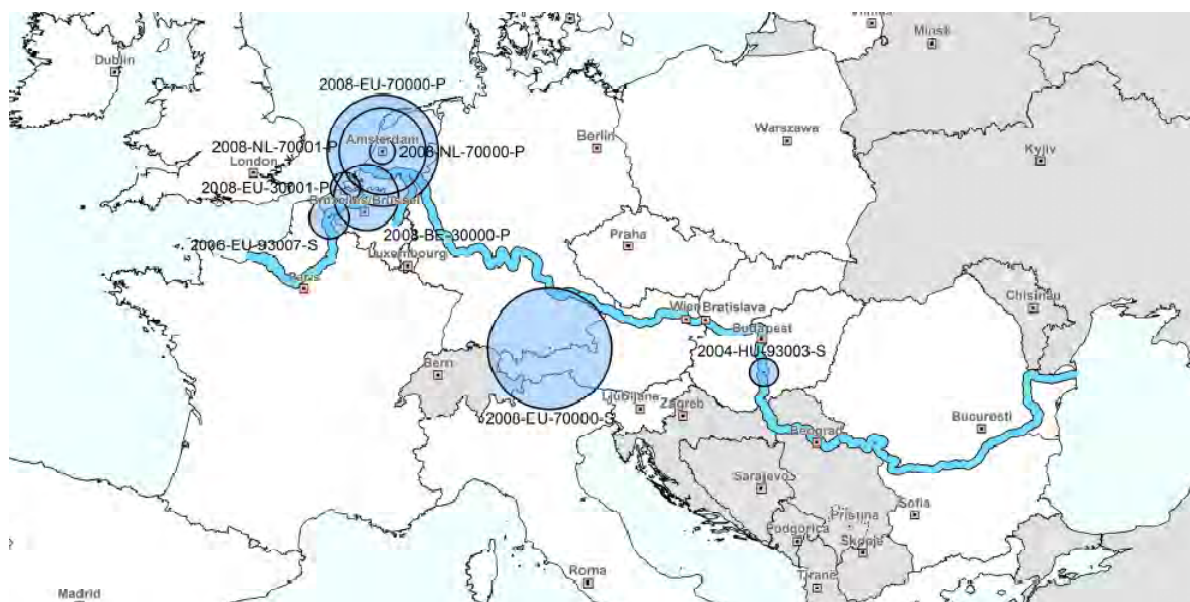 Vilnius
Minsk
Dublin
2008-EU-70000-P
Amsterdam
Berlin
Warszawa
2008-NL-70001-P
2008-NL-70000-P
London
Kyiv
2008-EU-30001-P
Bruxelles/Brussel
2008-BE-30000-P
2006-EU-93007-S
Luxembourg
Praha
Paris
Chisinau
Wien
Bratislava
Budapest
2004-HU-93003-S
Bern
Ljubljana
Zagreb
2008-EU-70000-S
Bucuresti
Beograd
Sarajevo
Sofia
Pristina
Podgorica
Skopje
Roma
Tirane
Madrid